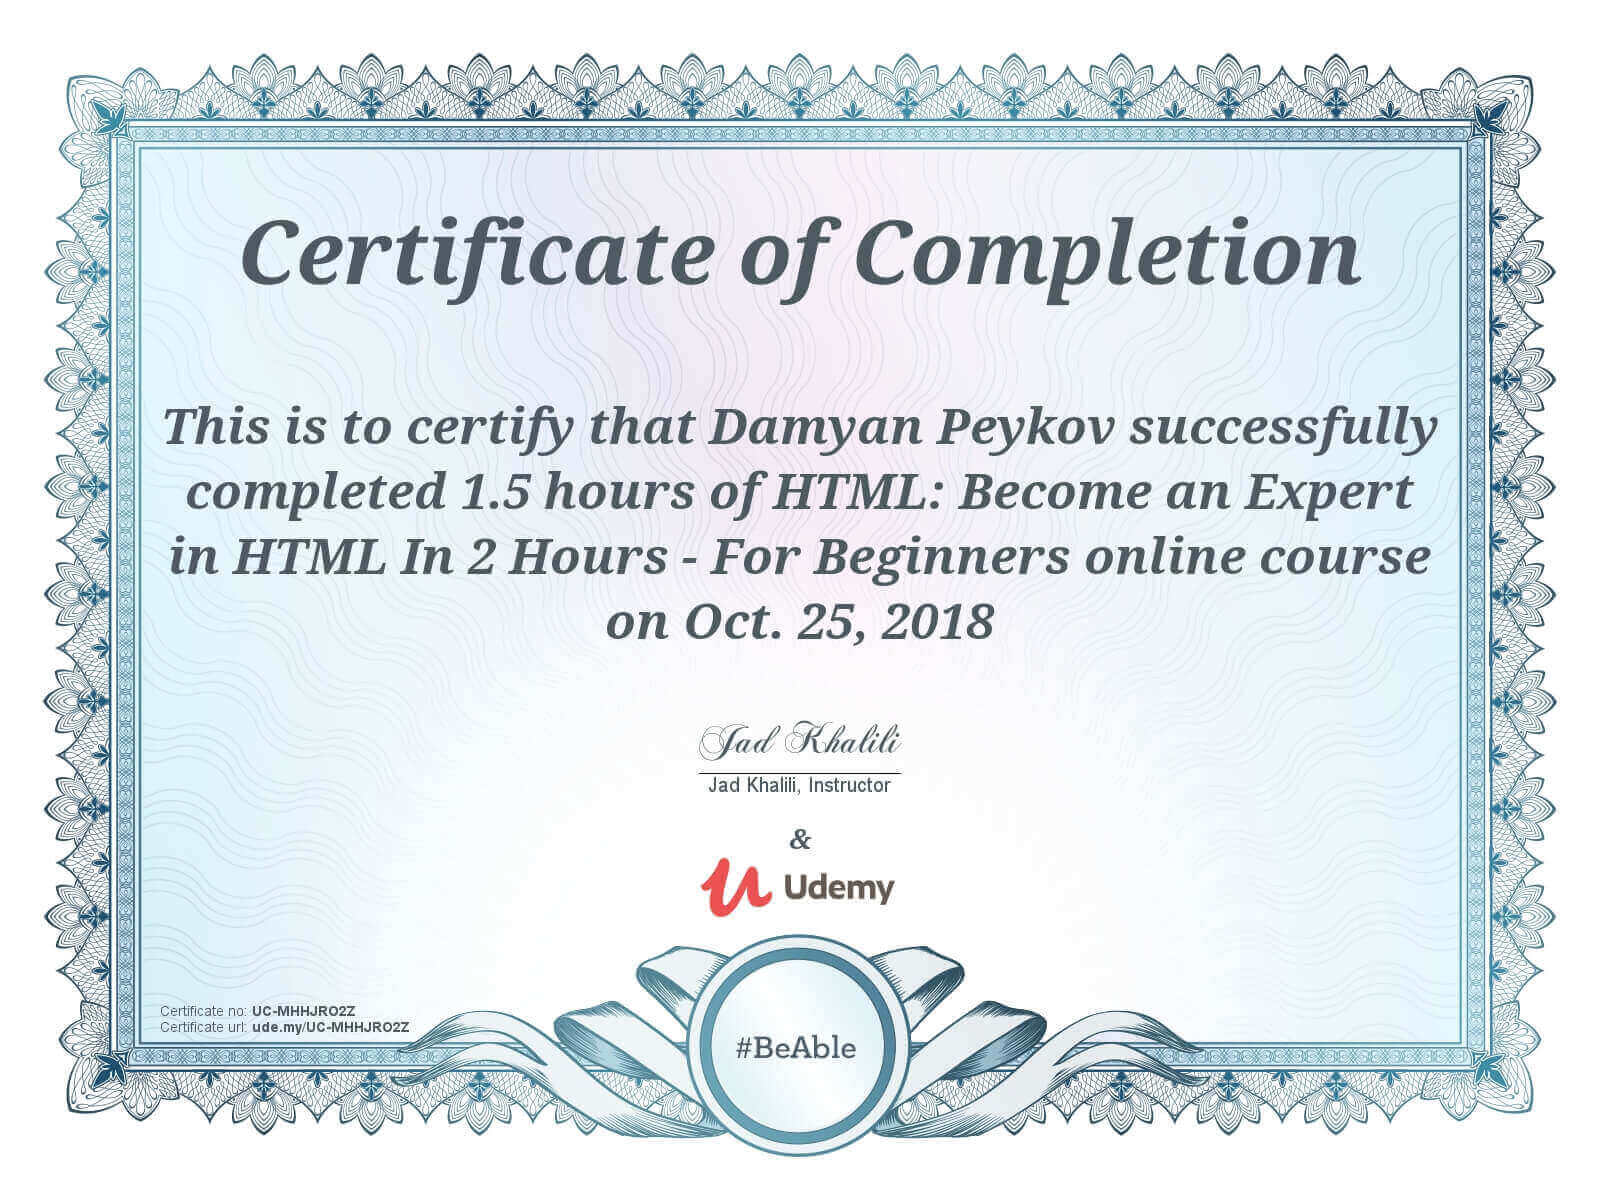 Certificate of Completion
This is to certify that Damyan Peykov successfully
completed 1.5 hours of HTML: Become an Expert
in HTML In 2 Hours - For Beginners online course
on Oct. 25, 2018
Jad Khalili
Jad Khalili, Instructor
&
Udemy
Certificate no: UC-MHHJRO2Z
Certificate url: ude.my/UC-MHHJRO2Z
#BeAble